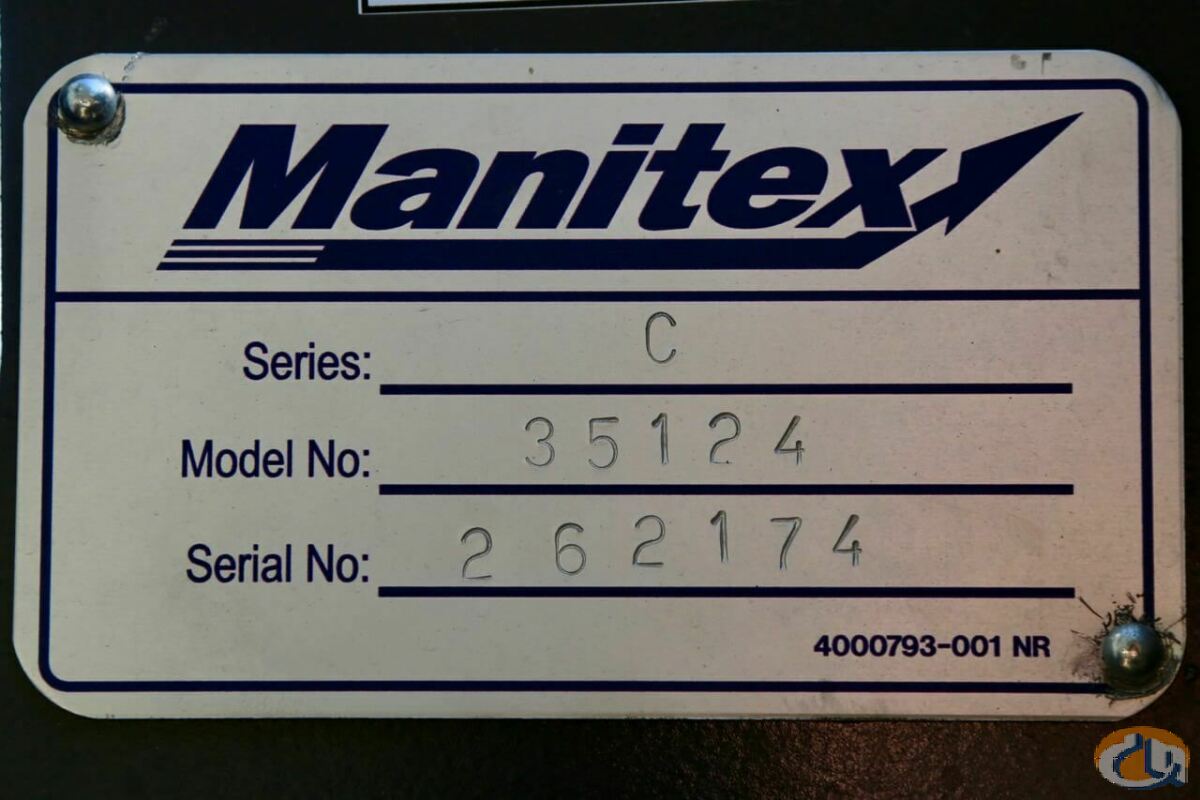 Manitex
Series: C
Model No: 35124
Serial No: 262174
4000793-001 NR